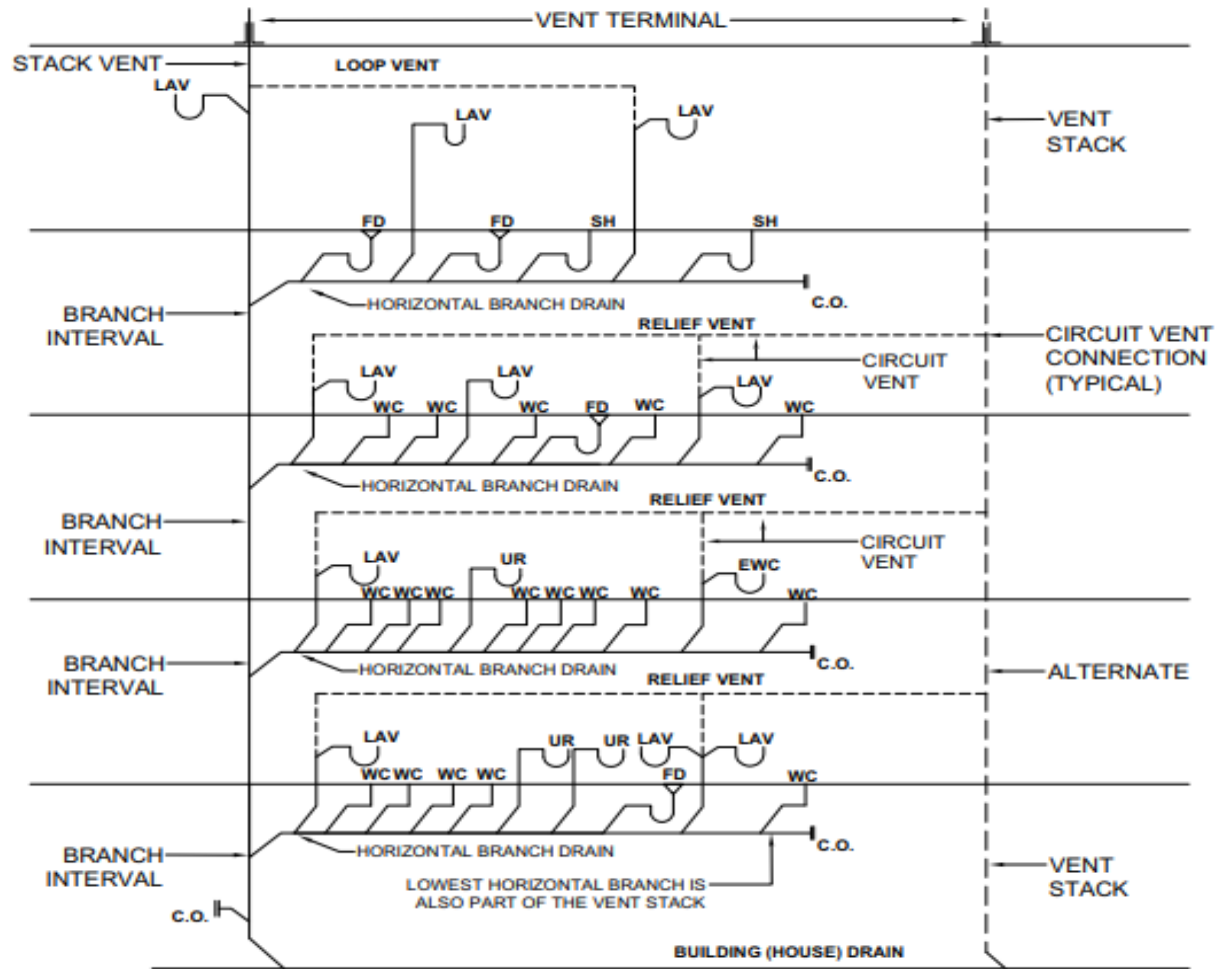 VENT TERMINAL
STACK VENT
LOOP VENT
LAV
LAV
LAV
VENT
STACK
FD
FD
SH
SH
HORIZONTAL BRANCH DRAIN
C.O.
BRANCH
INTERVAL
RELIEF VENT
CIRCUIT VENT
CONNECTION
(TYPICAL)
CIRCUIT
VENT
LAV
LAV
LAV
WC
WC
WC
FD
WC
WC
HORIZONTAL BRANCH DRAIN
C.O.
BRANCH
INTERVAL
RELIEF VENT
CIRCUIT
VENT
LAV
UR
EWC
WC
WC
WC
WC
WC
WC
WC
WC
HORIZONTAL BRANCH DRAIN
C.O.
BRANCH
INTERVAL
RELIEF VENT
ALTERNATE
LAV
UR
UR
LAV
LAV
WC
WC
WC
WC
FD
WC
HORIZONTAL BRANCH DRAIN
C.O.
BRANCH
INTERVAL
LOWEST HORIZONTAL BRANCH IS
ALSO PART OF THE VENT STACK
VENT
STACK
C.O.
BUILDING (HOUSE) DRAIN